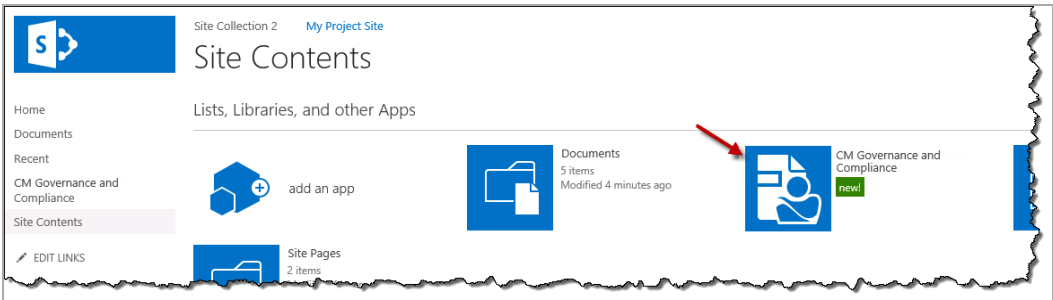 S
Site Collection 2 My Project Site
Site Contents
Home
Documents
Recent
CM Governance and
Compliance
Site Contents
EDIT LINKS
Lists, Libraries, and other Apps
add an app
Documents
5 items
Modified 4 minutes ago
CM Governance and
Compliance
new!
Site Pages
2 items